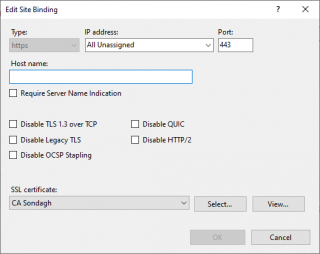 Edit Site Binding
? ×
Type: IP address: Port:
https All Unassigned 443
Host name:
Require Server Name Indication
Disable TLS 1.3 over TCP Disable QUIC
Disable Legacy TLS Disable HTTP/2
Disable OCSP Stapling
SSL certificate:
CA Sondagh Select... View...
OK Cancel